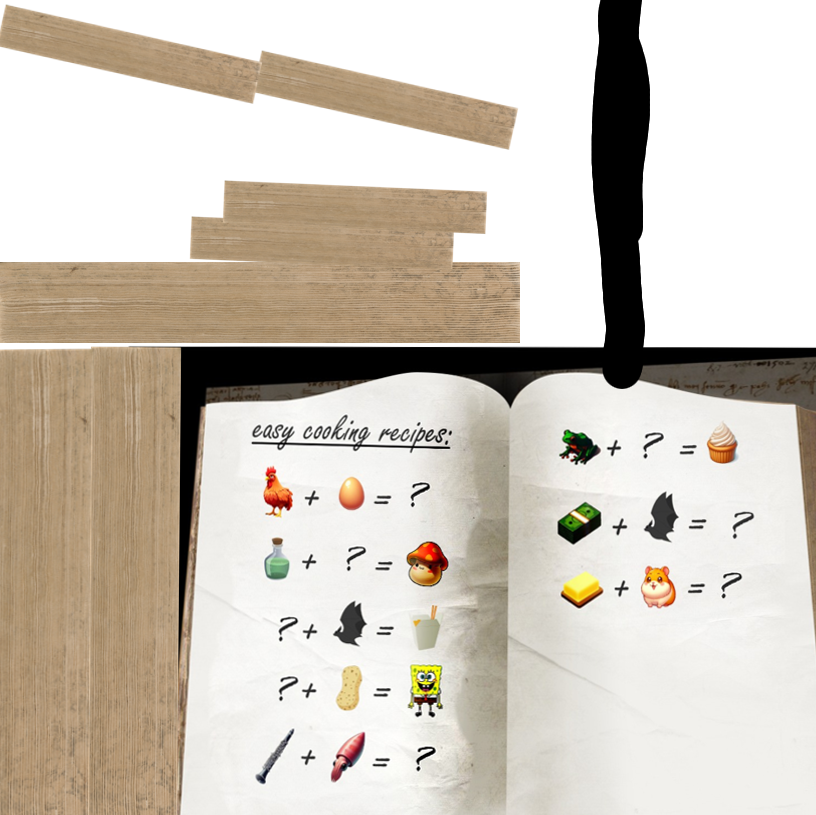 easy cooking recipes:
+ = ?
+ ? =
? + =
? + =
+ = ?
+ ? =
+ = ?
+ = ?